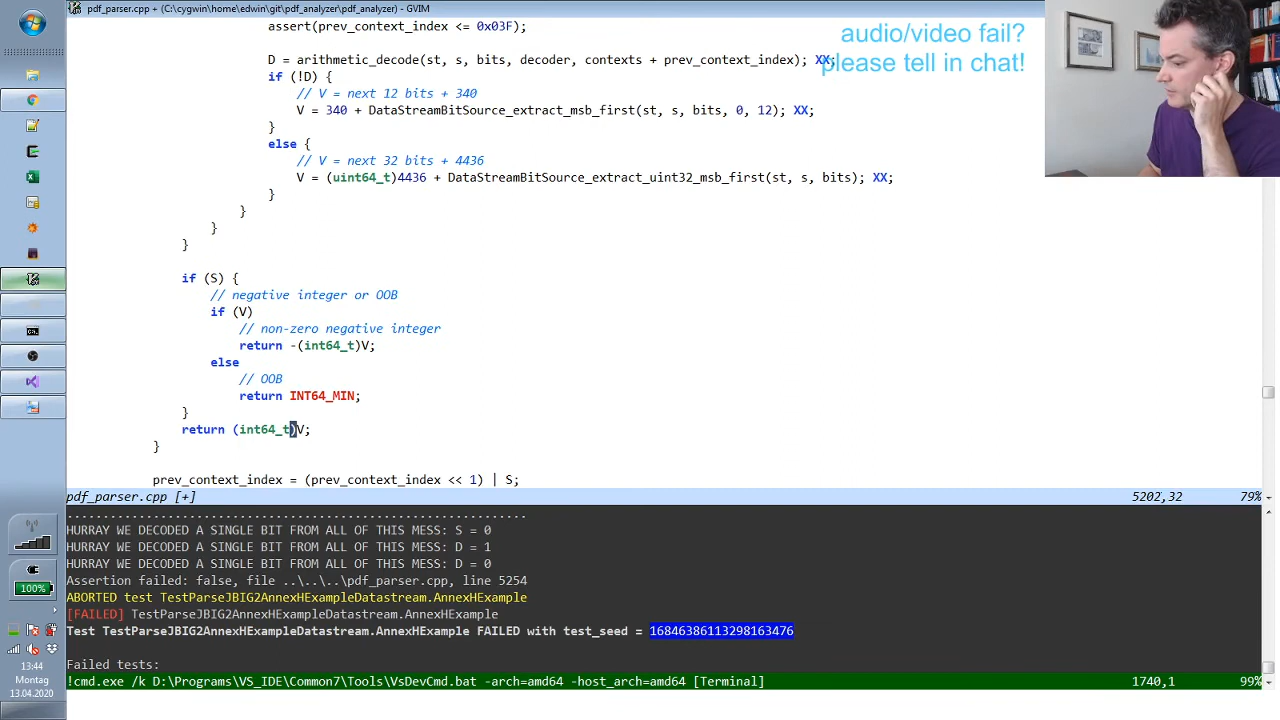 pdf_parser.cpp + (C:\cygwin\home\edwin\git\pdf_analyzer\pdf_analyzer) - GVIM
assert(prev_context_index <= 0x03F);
D = arithmetic_decode(st, s, bits, decoder, contexts + prev_context_index); XX;
if (!D) {
// V = next 12 bits + 340
V = 340 + DataStreamBitSource_extract_msb_first(st, s, bits, 0, 12); XX;
}
else {
// V = next 32 bits + 4436
V = (uint64_t)4436 + DataStreamBitSource_extract_uint32_msb_first(st, s, bits); XX;
}
}
}
}
if (S) {
// negative integer or OOB
if (V)
// non-zero negative integer
return -(int64_t)V;
else
// OOB
return INT64_MIN;
}
return (int64_t)V;
}
prev_context_index = (prev_context_index << 1) | S;
pdf_parser.cpp [+] 5202,32 79%
................................................................
HURRAY WE DECODED A SINGLE BIT FROM ALL OF THIS MESS: S = 0
HURRAY WE DECODED A SINGLE BIT FROM ALL OF THIS MESS: D = 1
HURRAY WE DECODED A SINGLE BIT FROM ALL OF THIS MESS: D = 0
Assertion failed: false, file ..\..\..\pdf_parser.cpp, line 5254
ABORTED test TestParseJBIG2AnnexHExampleDatastream.AnnexHExample
[FAILED] TestParseJBIG2AnnexHExampleDatastream.AnnexHExample
Test TestParseJBIG2AnnexHExampleDatastream.AnnexHExample FAILED with test_seed = 16846386113298163476
Failed tests:
!cmd.exe /k D:\Programs\VS_IDE\Common7\Tools\VsDevCmd.bat -arch=amd64 -host_arch=amd64 [Terminal] 1740,1 99%
audio/video fail?
please tell in chat!
100%
13:44
Montag
13.04.2020